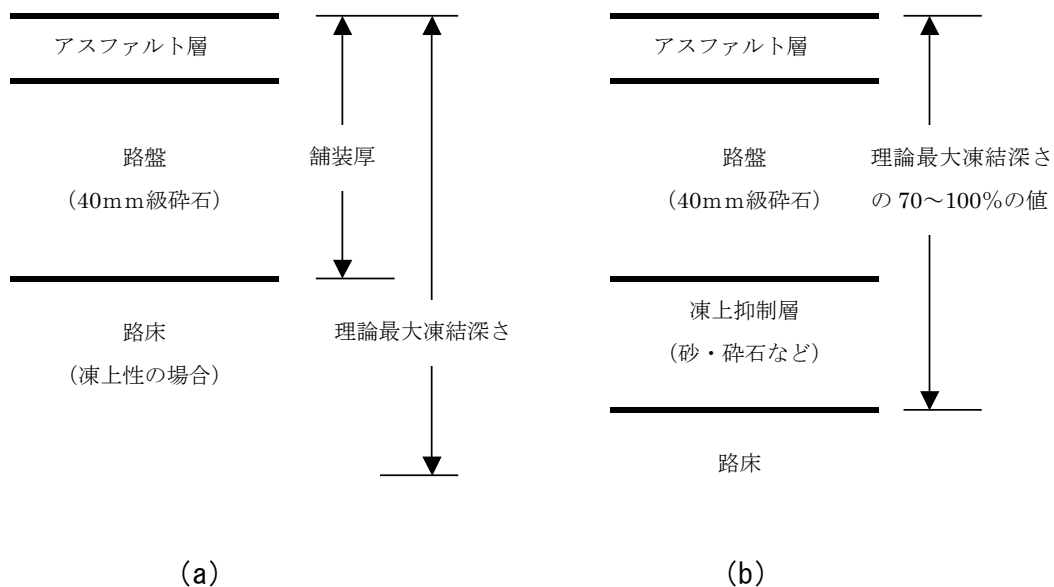 アスファルト層
路盤
（40ｍｍ級砕石）
舗装厚
路床
（凍上性の場合）
理論最大凍結深さ
(a)
アスファルト層
路盤
（40ｍｍ級砕石）
理論最大凍結深さ
の 70～100％の値
凍上抑制層
（砂・砕石など）
路床
(b)